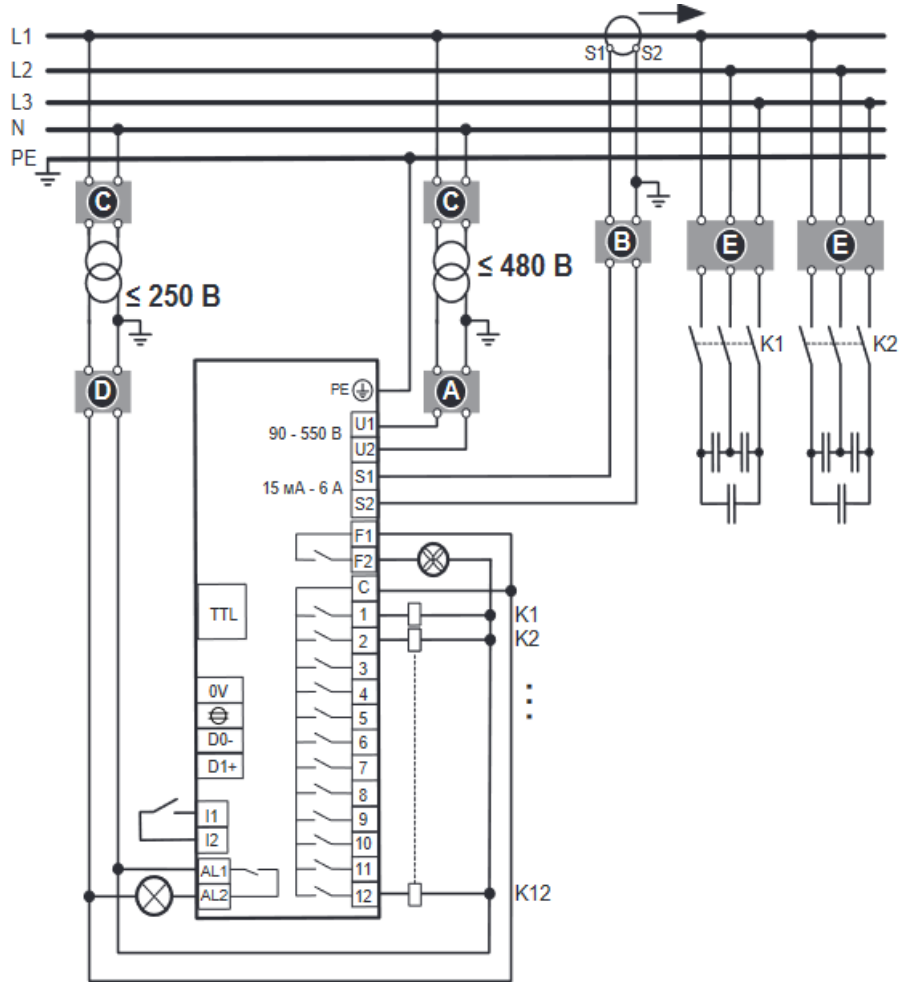 L1
S1 S2
L2
L3
N
PE
C C
B E E
≤ 250 В ≤ 480 В
K1 K2
D A
PE
90 - 550 В U1
U2
15 мА - 6 А S1
S2
F1
F2
C
TTL 1 K1
2 K2
3
0V 4
5
D0- 6
D1+ 7
8
I1 9
I2 10
AL1 11
AL2 12 K12